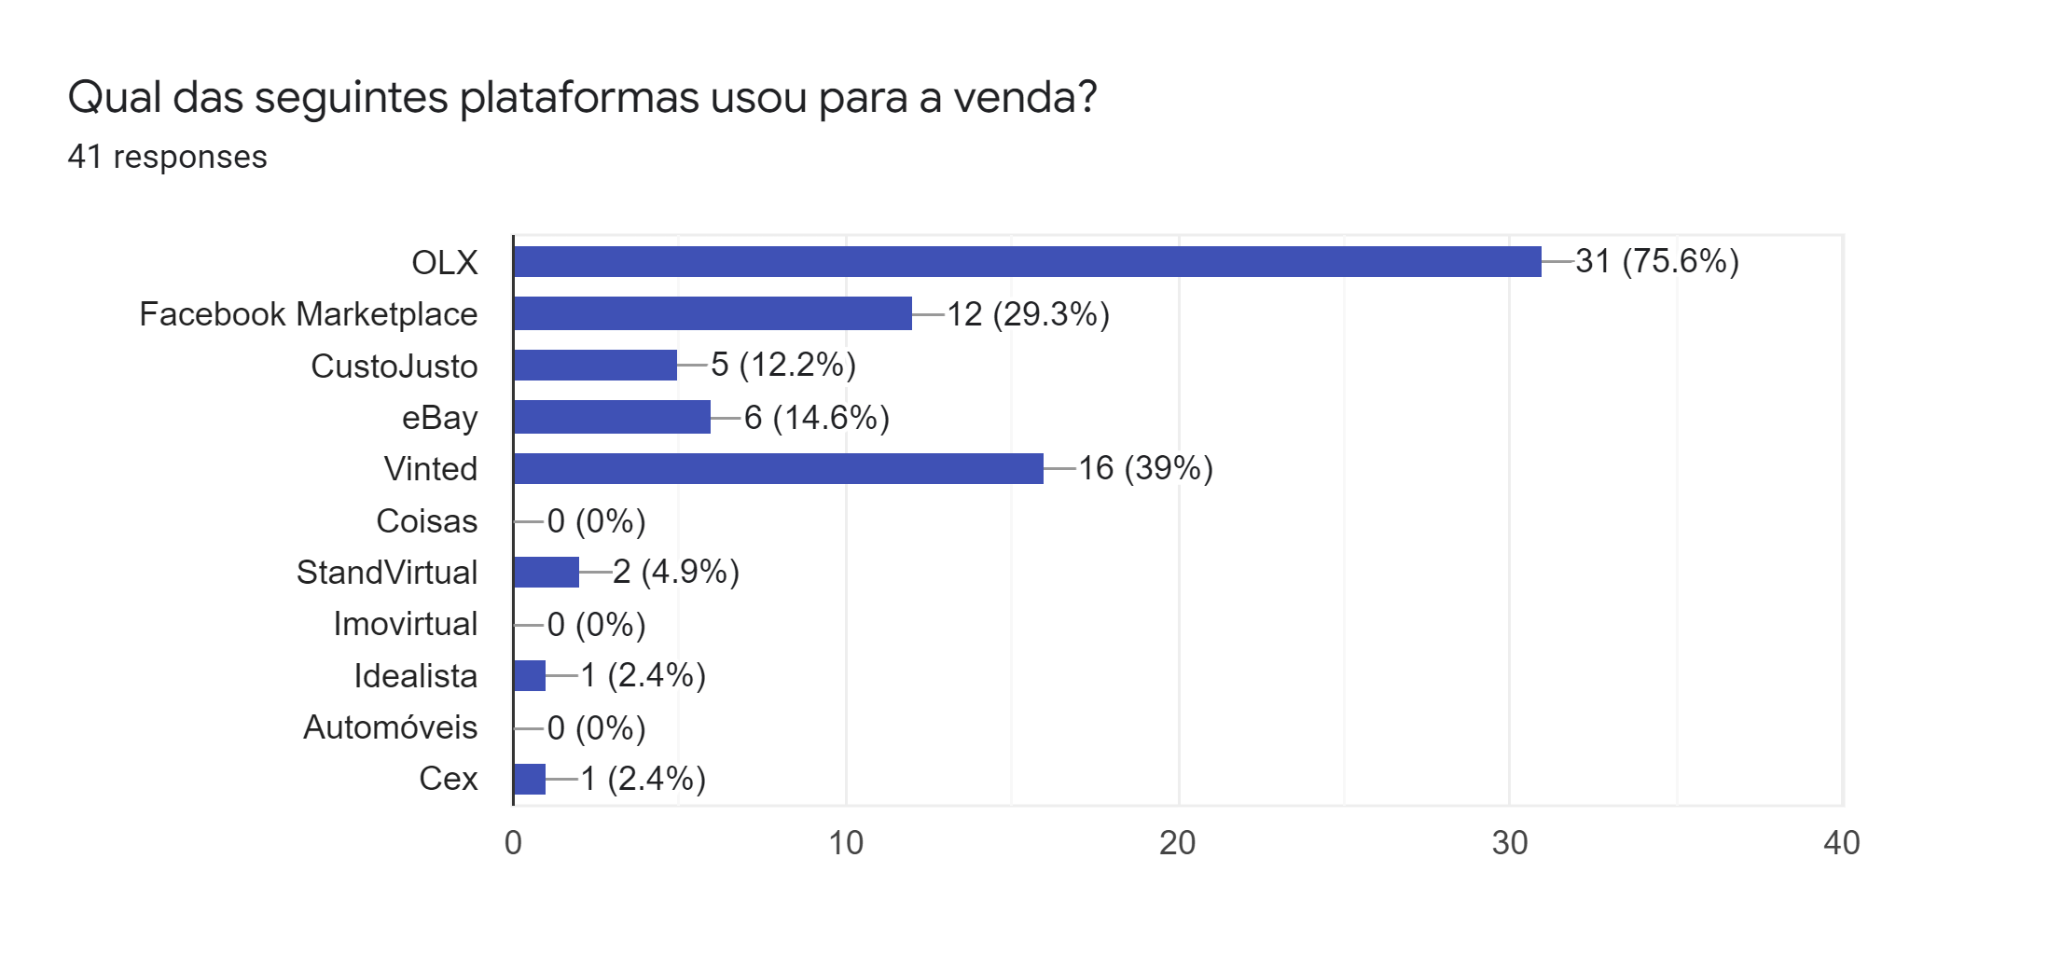 Qual das seguintes plataformas usou para a venda?
41 responses
OLX 31 (75.6%)
Facebook Marketplace 12 (29.3%)
CustoJusto 5 (12.2%)
eBay 6 (14.6%)
Vinted 16 (39%)
Coisas 0 (0%)
StandVirtual 2 (4.9%)
Imovirtual 0 (0%)
Idealista 1 (2.4%)
Automóveis 0 (0%)
Cex 1 (2.4%)
0 10 20 30 40